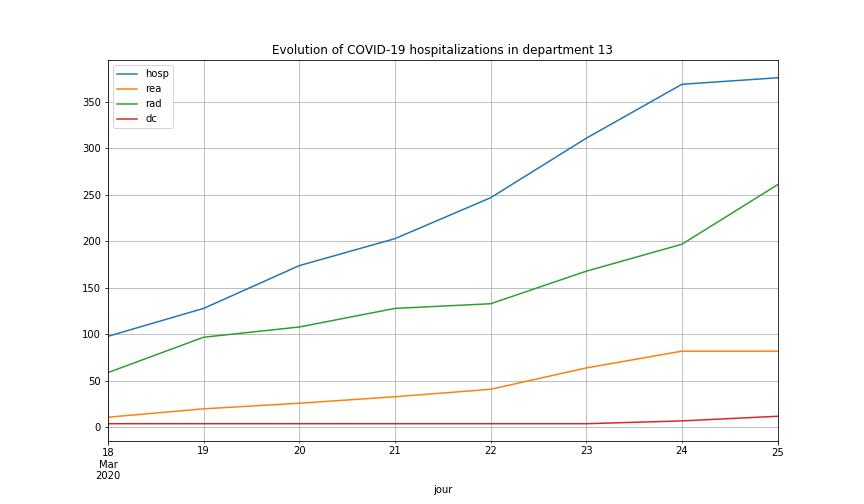 Evolution of COVID-19 hospitalizations in department 13
hosp
rea
rad
dc
350
300
250
200
150
100
50
0
18 19 20 21 22 23 24 25
Mar
2020
jour